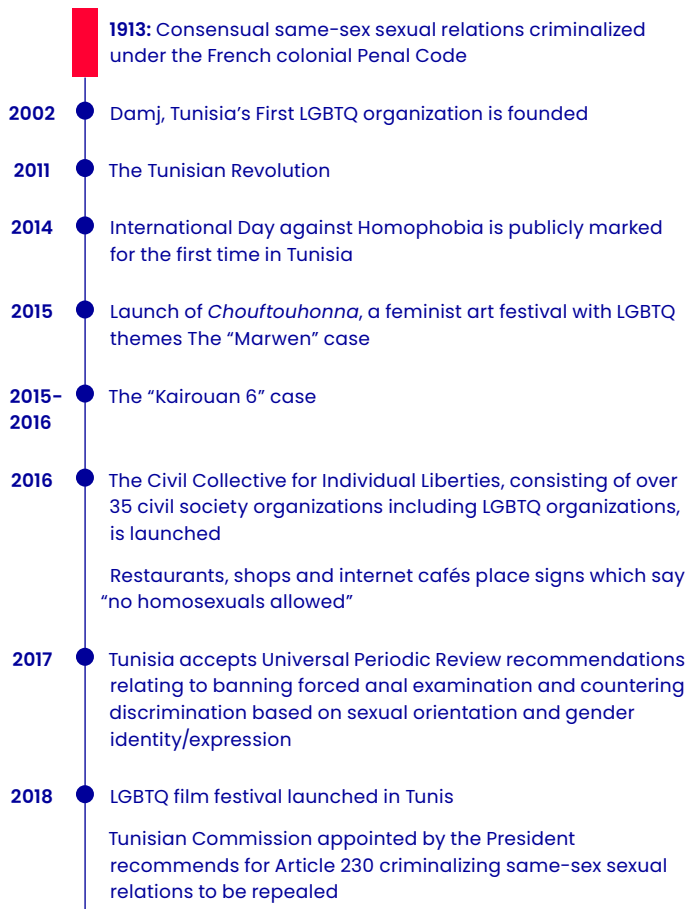 1913: Consensual same-sex sexual relations criminalized
under the French colonial Penal Code
2002 Damj, Tunisia’s First LGBTQ organization is founded
2011 The Tunisian Revolution
2014 International Day against Homophobia is publicly marked
for the first time in Tunisia
2015 Launch of Chouftouhonna, a feminist art festival with LGBTQ
themes The “Marwen” case
2015- The “Kairouan 6” case
2016
2016 The Civil Collective for Individual Liberties, consisting of over
35 civil society organizations including LGBTQ organizations,
is launched
Restaurants, shops and internet cafés place signs which say
“no homosexuals allowed”
2017 Tunisia accepts Universal Periodic Review recommendations
relating to banning forced anal examination and countering
discrimination based on sexual orientation and gender
identity/expression
2018 LGBTQ film festival launched in Tunis
Tunisian Commission appointed by the President
recommends for Article 230 criminalizing same-sex sexual
relations to be repealed